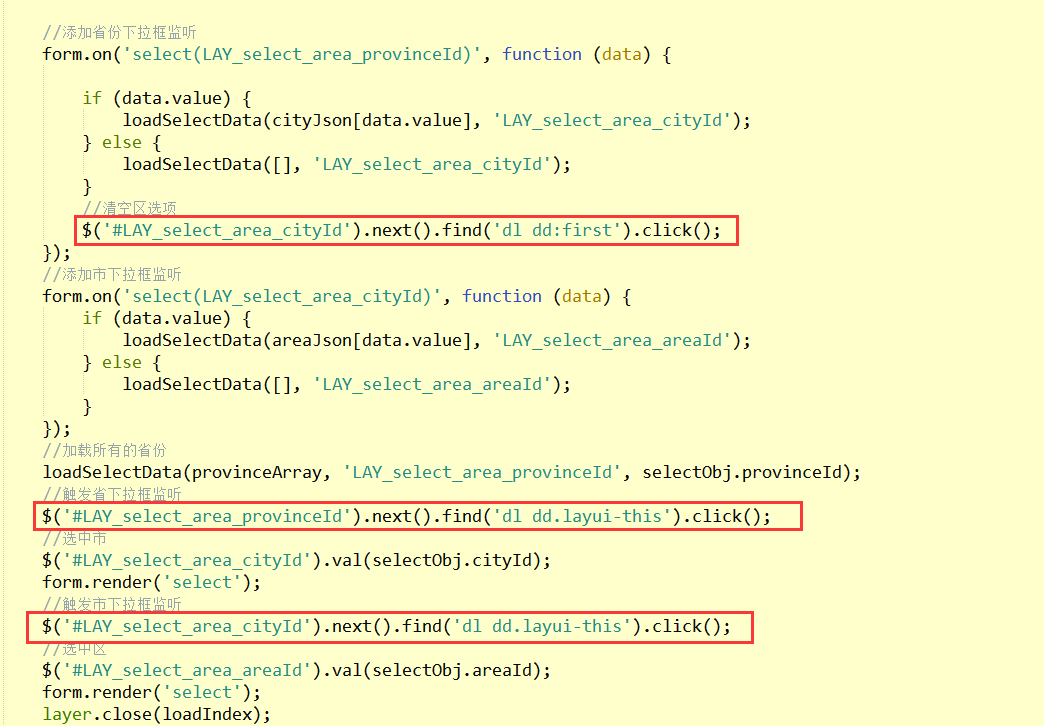 //添加省份下拉框监听
form.on('select(LAY_select_area_provinceId)', function (data) {
if (data.value) {
loadSelectData(cityJson[data.value], 'LAY_select_area_cityId');
} else {
loadSelectData([], 'LAY_select_area_cityId');
}
//清空区选项
$('#LAY_select_area_cityId').next().find('dl dd:first').click();
});
//添加市下拉框监听
form.on('select(LAY_select_area_cityId)', function (data) {
if (data.value) {
loadSelectData(areaJson[data.value], 'LAY_select_area_areaId');
} else {
loadSelectData([], 'LAY_select_area_areaId');
}
});
//加载所有的省份
loadSelectData(provinceArray, 'LAY_select_area_provinceId', selectObj.provinceId);
//触发省下拉框监听
$('#LAY_select_area_provinceId').next().find('dl dd.layui-this').click();
//选中市
$('#LAY_select_area_cityId').val(selectObj.cityId);
form.render('select');
//触发市下拉框监听
$('#LAY_select_area_cityId').next().find('dl dd.layui-this').click();
//选中区
$('#LAY_select_area_areaId').val(selectObj.areaId);
form.render('select');
layer.close(loadIndex);